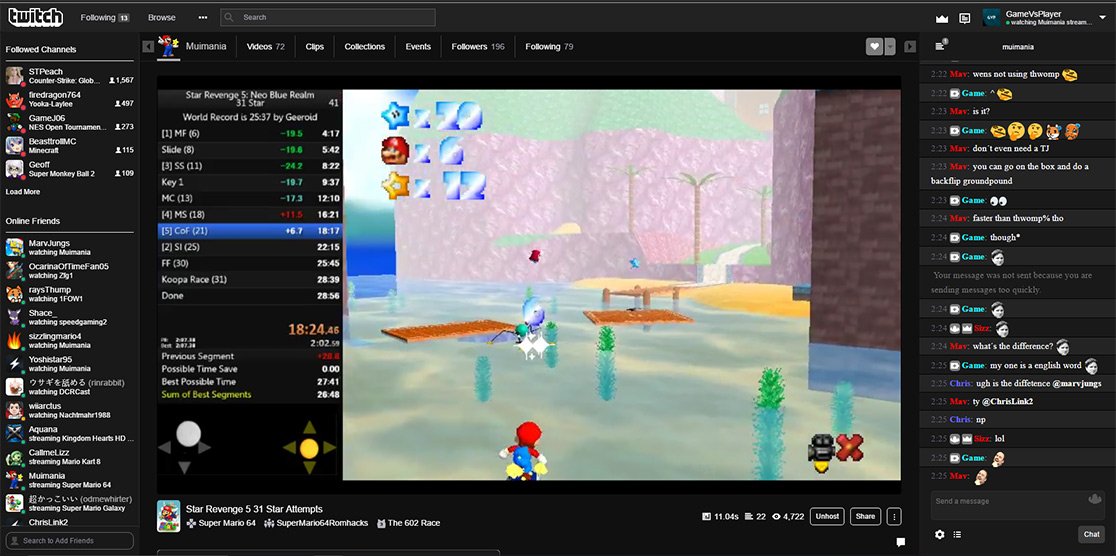 twitch Following 13 Browse ••• Search GameVsPlayer
watching Muimania stream...
Followed Channels
STPeach
Counter-Strike: Glob... 1,567
firedragon764
Yooka-Laylee 497
GameJ06
NES Open Tournamen... 273
BeasttrollMC
Minecraft 115
Geoff
Super Monkey Ball 2 109
Load More
Online Friends
MarvJungs
watching Muimania
OcarinaOfTimeFan05
watching Zfg1
raysThump
watching 1FOW1
Shace_
watching speedgaming2
sizzlingmario4
watching Muimania
Yoshistar95
watching Muimania
ウサギを舐める (rinrabbit)
watching DCRCast
wiiarctus
watching Nachtmahr1988
Aquana
streaming Kingdom Hearts HD ...
CallmeLizz
streaming Mario Kart 8
Muimania
streaming Super Mario 64
超かっこいい (odmewhirter)
streaming Super Mario Galaxy
ChrisLink2
Search to Add Friends
Muimania Videos 72 Clips Collections Events Followers 196 Following 79
Star Revenge 5: Neo Blue Realm
31 Star 41
World Record is 25:37 by Geeroid
[1] MF (6) −19.5 4:17
Slide (8) −19.6 5:42
[3] SS (11) −24.2 8:22
Key 1 −19.7 9:37
MC (13) −17.3 12:10
[4] MS (18) +11.5 16:21
[5] CoF (21) +6.7 18:17
[2] SI (25) 22:15
FF (30) 25:45
Koopa Race (31) 28:39
Done 28:56
18:24.46
2:02.59
Previous Segment +20.8
Possible Time Save 0.00
Best Possible Time 27:41
Sum of Best Segments 26:48
x 20
x 6
x 12
Star Revenge 5 31 Star Attempts
Super Mario 64 SuperMario64Romhacks The 602 Race
11.04s 22 4,722 Unhost Share
1
muimania
2:22 Mav: wens not using thwomp
2:22 Game: ^
2:23 Mav: is it?
2:23 Game:
2:23 Mav: don't even need a TJ
2:23 Mav: you can go on the box and do a
backflip groundpound
2:23 Game:
2:24 Mav: faster than thwomp% tho
2:24 Game: though*
2:24 Game:
Your message was not sent because you are
sending messages too quickly.
2:24 Game:
2:24 Sizz:
2:24 Mav: what's the difference?
2:25 Game: my one is a english word
2:25 Chris: ugh is the diffetence @marvjungs
2:25 Mav: ty @ChrisLink2
2:25 Chris: np
2:25 Sizz: lol
2:25 Game:
2:25 Mav:
Send a message
Chat